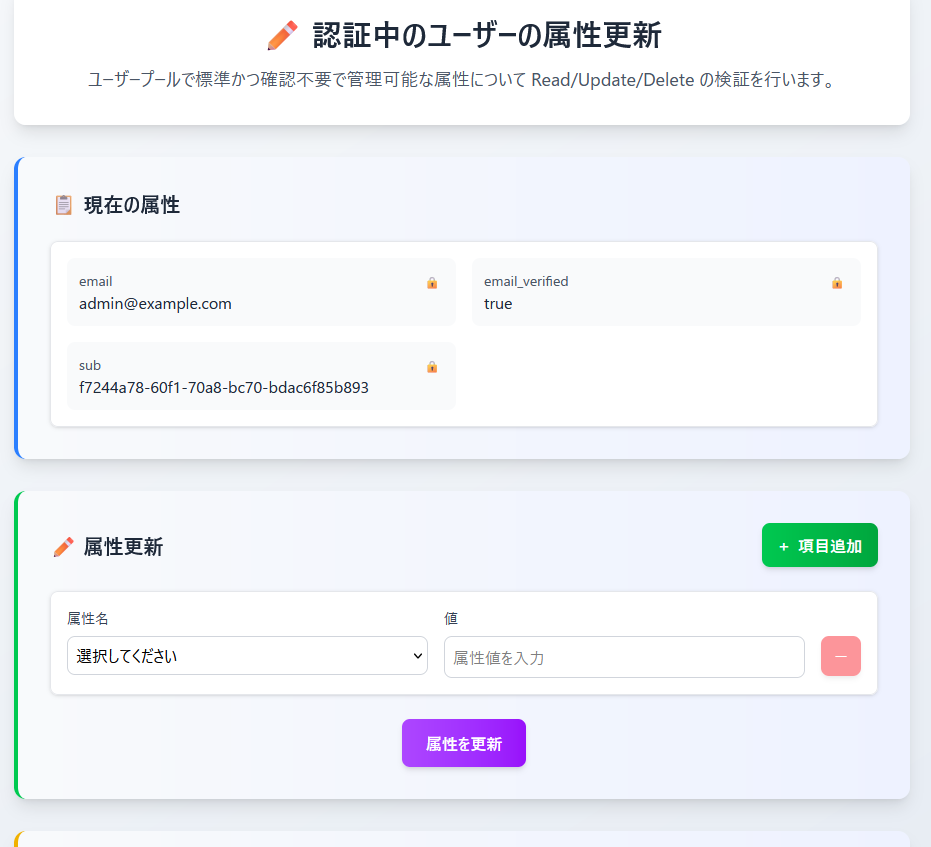 認証中のユーザーの属性更新
ユーザープールで標準かつ確認不要で管理可能な属性について Read/Update/Delete の検証を行います。
現在の属性
email
admin@example.com
email_verified
true
sub
f7244a78-60f1-70a8-bc70-bdac6f85b893
属性更新
+ 項目追加
属性名
値
選択してください
属性値を入力
−
属性を更新